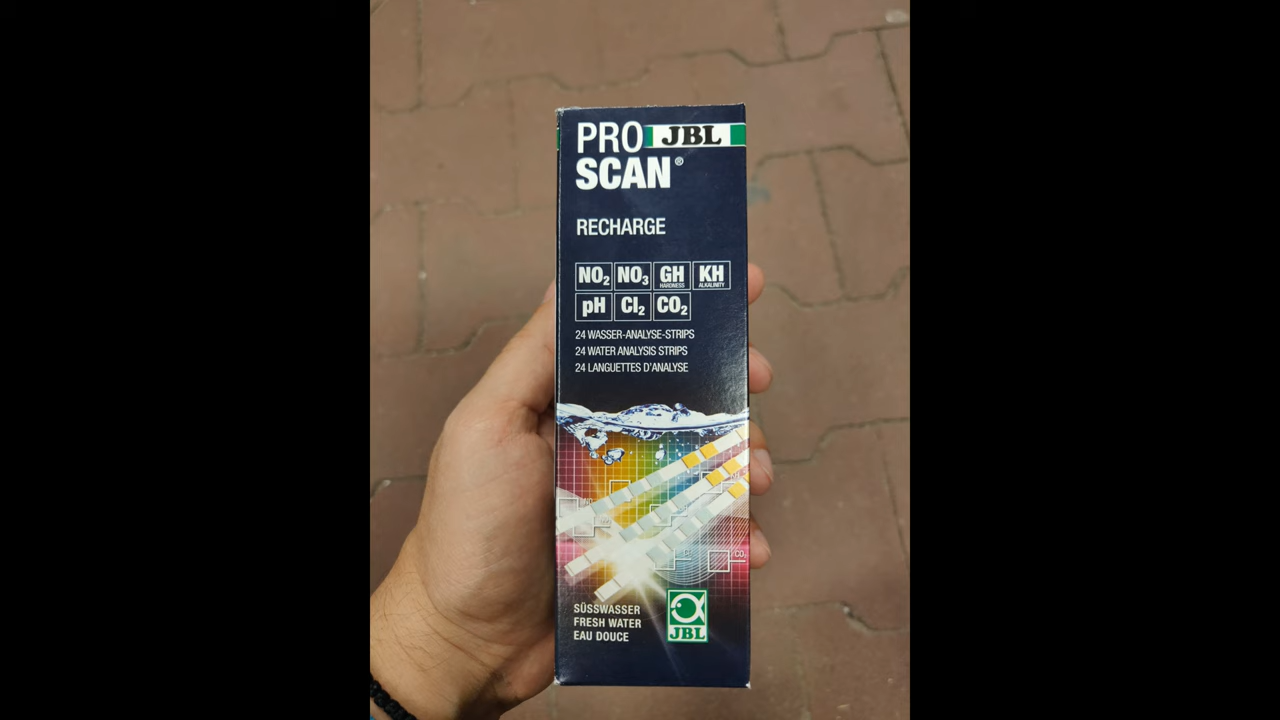 PRO JBL
SCAN®
RECHARGE
NO₂ NO₃ GH HARDNESS KH ALKALINITY
pH Cl₂ CO₂
24 WASSER-ANALYSE-STRIPS
24 WATER ANALYSIS STRIPS
24 LANGUETTES D'ANALYSE
CO₂
SÜSSWASSER
FRESH WATER
EAU DOUCE
JBL